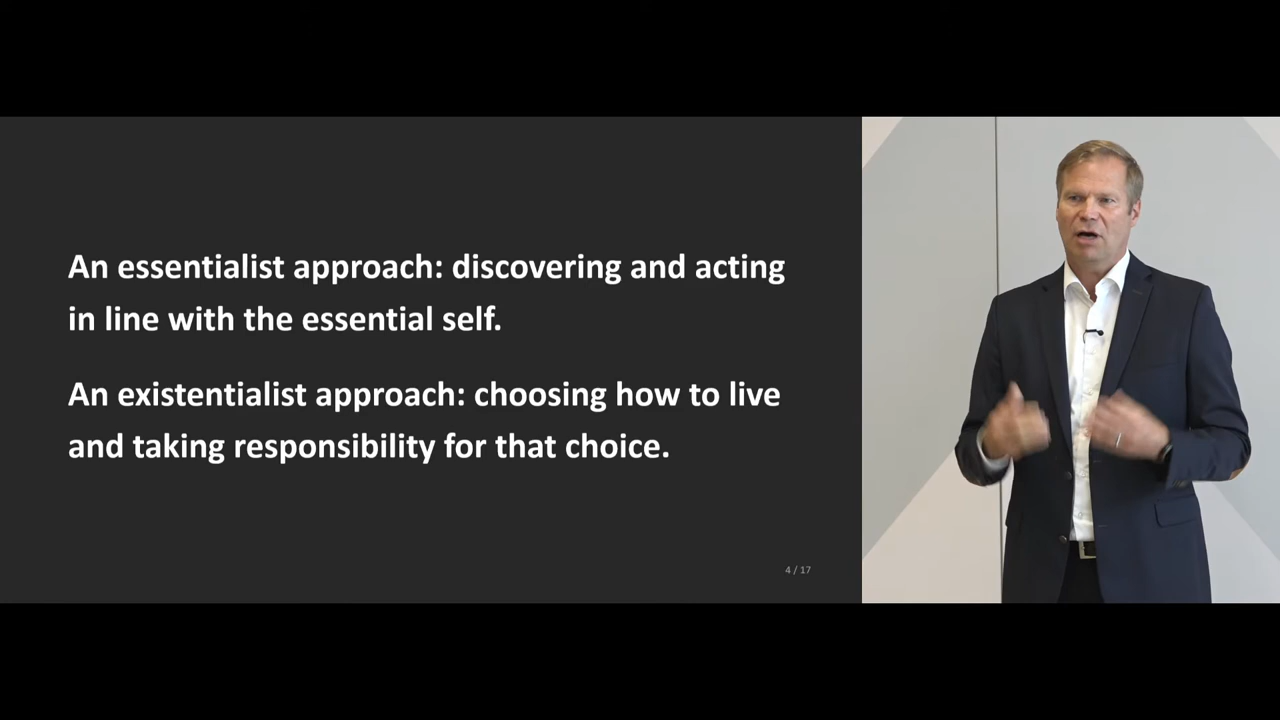 An essentialist approach: discovering and acting
in line with the essential self.
An existentialist approach: choosing how to live
and taking responsibility for that choice.
4 / 17